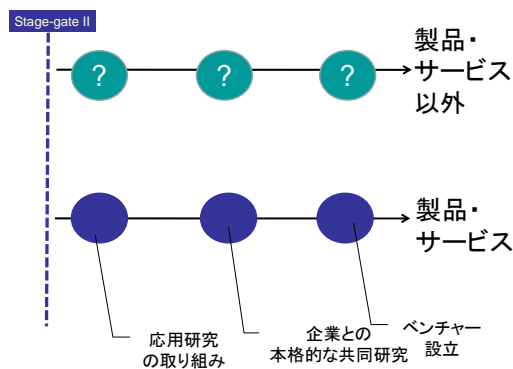 Stage-gate II
? ? ?
製品・
サービス
以外
製品・
サービス
応用研究
の取り組み
企業との
本格的な共同研究
ベンチャー
設立